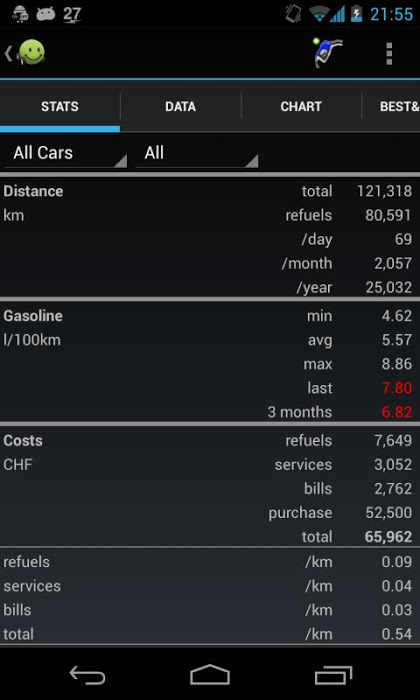 27 21:55
STATS DATA CHART BEST&
All Cars All
Distance total 121,318
km refuels 80,591
/day 69
/month 2,057
/year 25,032
Gasoline min 4.62
l/100km avg 5.57
max 8.86
last 7.80
3 months 6.82
Costs refuels 7,649
CHF services 3,052
bills 2,762
purchase 52,500
total 65,962
refuels /km 0.09
services /km 0.04
bills /km 0.03
total /km 0.54